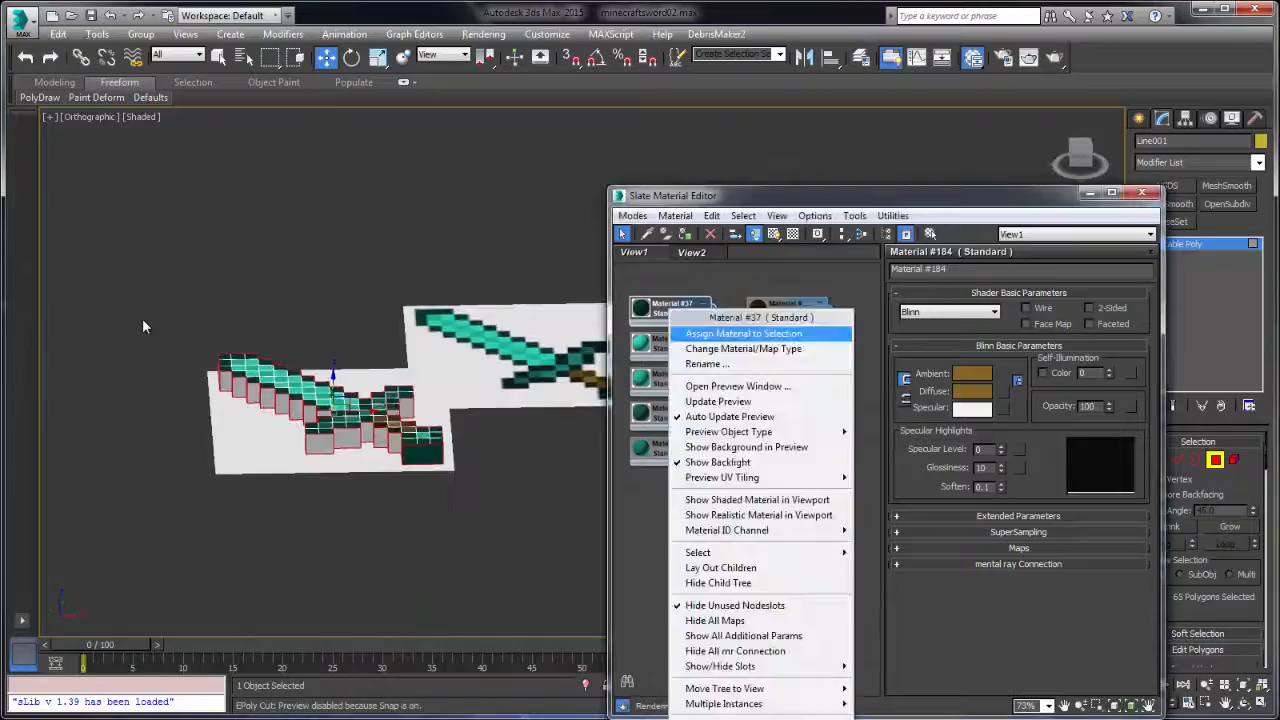 Workspace: Default
Autodesk 3ds Max 2015
minecraftsword02.max
Type a keyword or phrase
MAX
Edit Tools Group Views Create Modifiers Animation Graph Editors Rendering Customize MAXScript Help DebrisMaker2
All
View
Create Selection Se
Modeling Freeform Selection Object Paint Populate
PolyDraw Paint Deform Defaults
[+] [Orthographic] [Shaded]
Line001
Modifier List
MeshSmooth
Smooth OpenSubdiv
Slate Material Editor
Modes Material Edit Select View Options Tools Utilities
View1
View1 View2
Material #184 ( Standard )
Material #184
Shader Basic Parameters
Blinn
Wire 2-Sided
Face Map Faceted
Blinn Basic Parameters
Self-Illumination
Ambient: Color 0
Diffuse:
Specular: Opacity: 100
Specular Highlights
Specular Level: 0
Glossiness: 10
Soften: 0.1
Extended Parameters
SuperSampling
Maps
mental ray Connection
Material #37
Material #37 ( Standard )
Assign Material to Selection
Change Material/Map Type
Rename ...
Open Preview Window ...
Update Preview
Auto Update Preview
Preview Object Type
Show Background in Preview
Show Backlight
Preview UV Tiling
Show Shaded Material in Viewport
Show Realistic Material in Viewport
Material ID Channel
Select
Lay Out Children
Hide Child Tree
Hide Unused Nodeslots
Hide All Maps
Show All Additional Params
Hide All mr Connection
Show/Hide Slots
Move Tree to View
Multiple Instances
73%
Selection
Vertex
Angle: 45.0
Grow
Loop
Selection
SubObj Multi
65 Polygons Selected
Soft Selection
Edit Polygons
0 / 100
0 5 10 15 20 25 30 35 40 45 50 55 60 65
1 Object Selected
"sLib v 1.39 has been loaded"
EPoly Cut: Preview disabled because Snap is on.